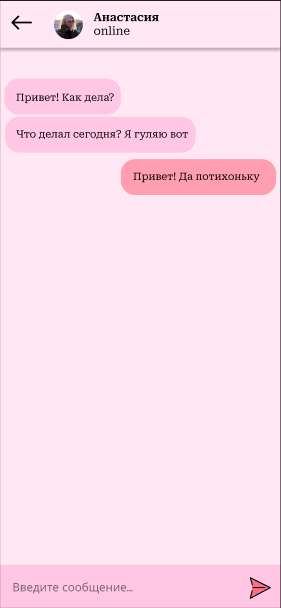 Анастасия
online
Привет! Как дела?
Что делал сегодня? Я гуляю вот
Привет! Да потихоньку
Введите сообщение...